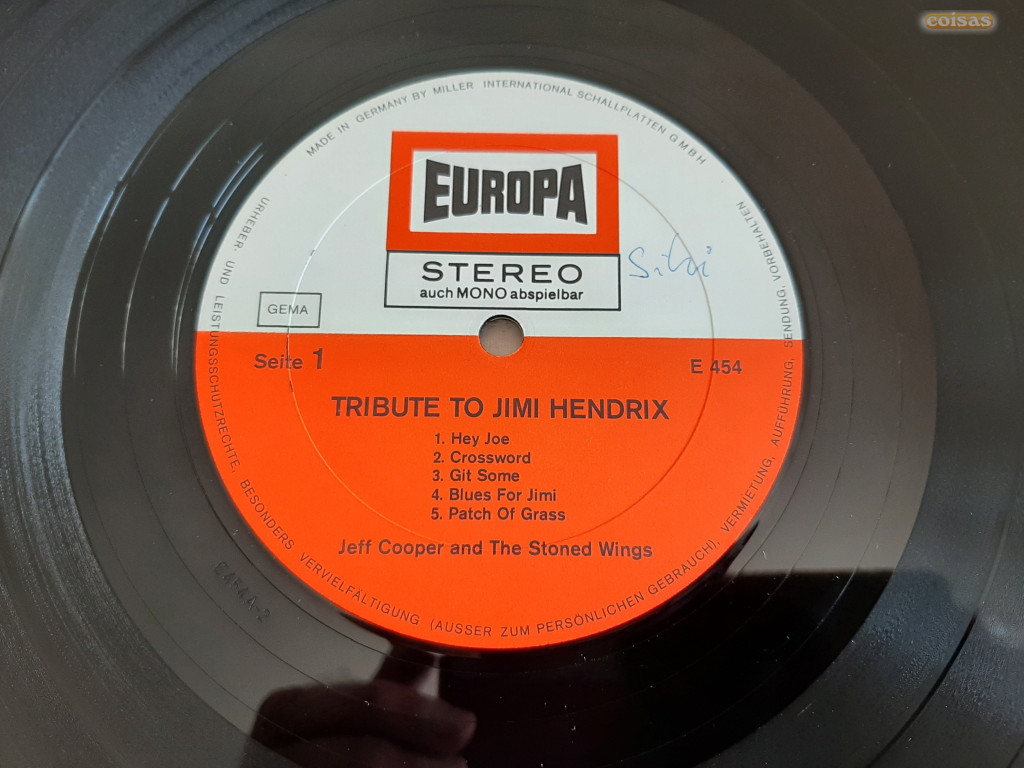 coisas
MADE IN GERMANY BY MILLER INTERNATIONAL SCHALLPLATTEN GMBH
EUROPA
STEREO
auch MONO abspielbar
GEMA
Seite 1
E 454
TRIBUTE TO JIMI HENDRIX
1. Hey Joe
2. Crossword
3. Git Some
4. Blues For Jimi
5. Patch Of Grass
Jeff Cooper and The Stoned Wings
URHEBER- UND LEISTUNGSSCHUTZRECHTE, BESONDERS VERVIELFÄLTIGUNG (AUSSER ZUM PERSÖNLICHEN GEBRAUCH), VERMIETUNG, AUFFÜHRUNG, SENDUNG, VORBEHALTEN